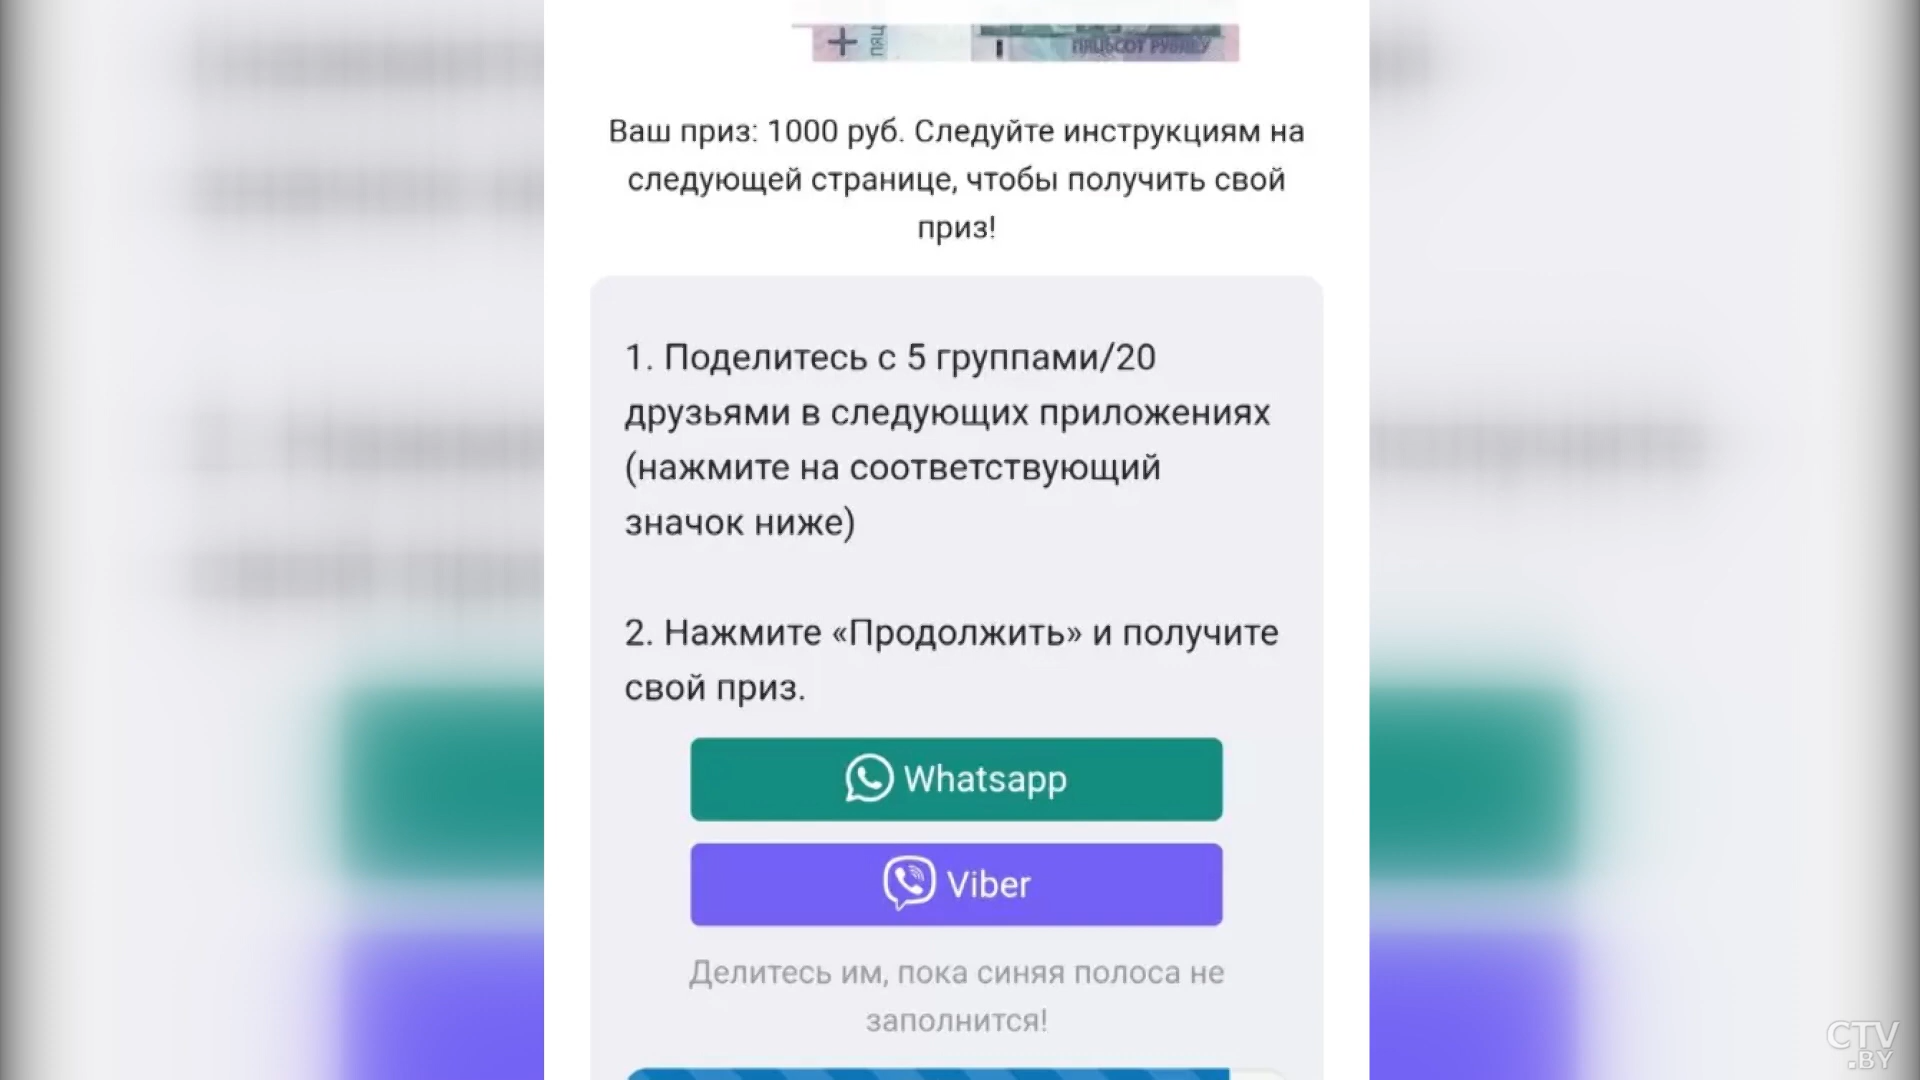 ПЯЦЬСОТ РУБЛЁЎ
Ваш приз: 1000 руб. Следуйте инструкциям на
следующей странице, чтобы получить свой
приз!
1. Поделитесь с 5 группами/20
друзьями в следующих приложениях
(нажмите на соответствующий
значок ниже)
2. Нажмите «Продолжить» и получите
свой приз.
Whatsapp
Viber
Делитесь им, пока синяя полоса не
заполнится!
CTV
.BY